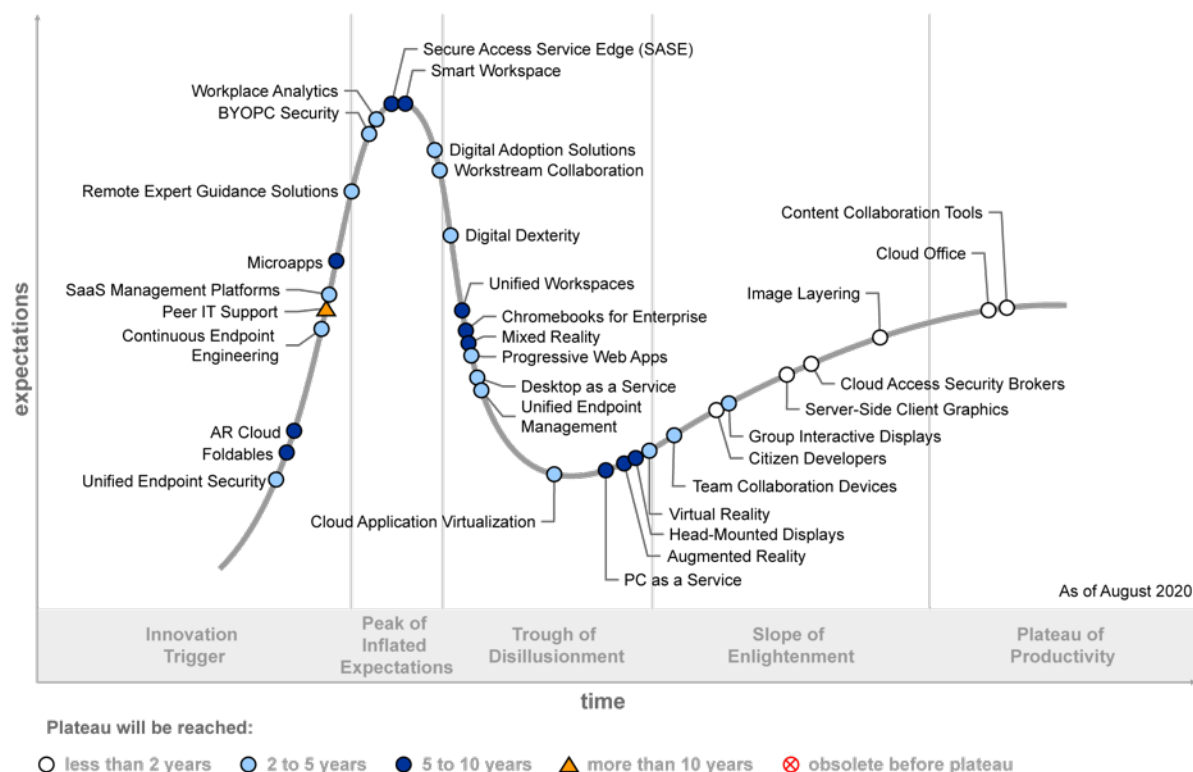 Secure Access Service Edge (SASE)
Smart Workspace
Workplace Analytics
BYOPC Security
Digital Adoption Solutions
Workstream Collaboration
Remote Expert Guidance Solutions
Content Collaboration Tools
Digital Dexterity
Cloud Office
Microapps
Unified Workspaces
SaaS Management Platforms
Image Layering
Peer IT Support
Chromebooks for Enterprise
Continuous Endpoint
Engineering
Mixed Reality
Progressive Web Apps
Desktop as a Service
Cloud Access Security Brokers
Unified Endpoint
Management
Server-Side Client Graphics
AR Cloud
Group Interactive Displays
Foldables
Citizen Developers
Unified Endpoint Security
Team Collaboration Devices
Cloud Application Virtualization
Virtual Reality
Head-Mounted Displays
Augmented Reality
PC as a Service
As of August 2020
expectations
Innovation
Trigger
Peak of
Inflated
Expectations
Trough of
Disillusionment
Slope of
Enlightenment
Plateau of
Productivity
time
Plateau will be reached:
less than 2 years
2 to 5 years
5 to 10 years
more than 10 years
obsolete before plateau